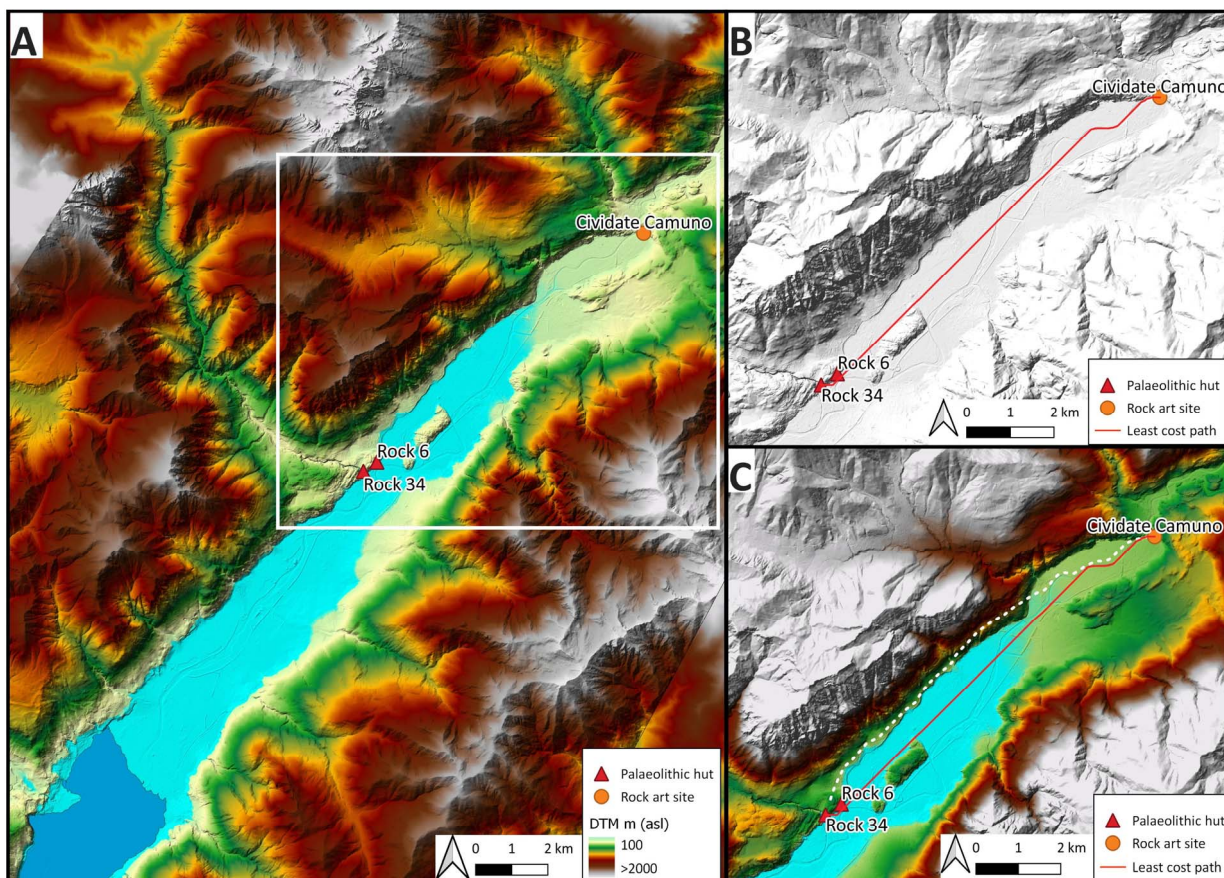 A
Cividate Camuno
Rock 6
Rock 34
Palaeolithic hut
Rock art site
DTM m (asl)
100
>2000
0 1 2 km
B
Cividate Camuno
Rock 6
Rock 34
Palaeolithic hut
Rock art site
Least cost path
0 1 2 km
C
Cividate Camuno
Rock 6
Rock 34
Palaeolithic hut
Rock art site
Least cost path
0 1 2 km